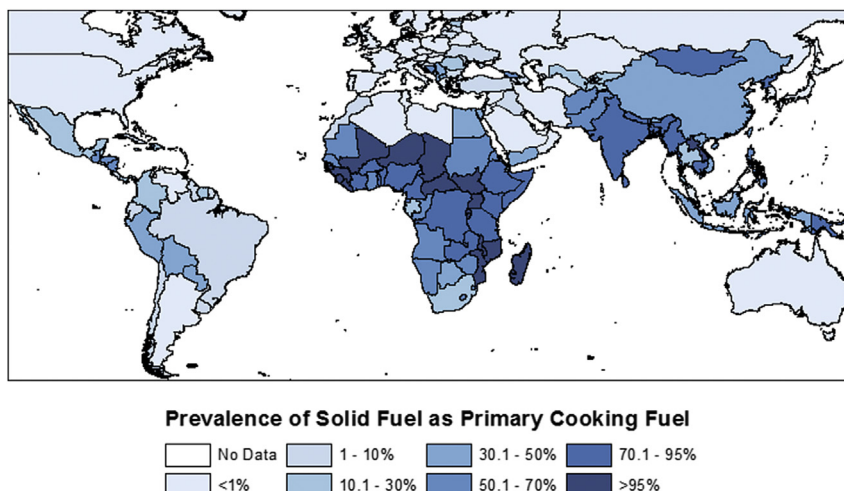 Prevalence of Solid Fuel as Primary Cooking Fuel
No Data 1 - 10% 30.1 - 50% 70.1 - 95%
<1% 10.1 - 30% 50.1 - 70% >95%